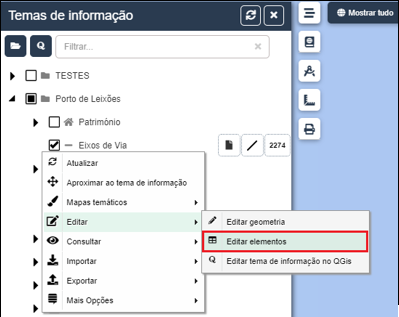 Temas de informação
Mostrar tudo
Filtrar...
TESTES
Porto de Leixões
Património
Eixos de Via
2274
Atualizar
Aproximar ao tema de informação
Mapas temáticos
Editar
Editar geometria
Editar elementos
Consultar
Editar tema de informação no QGis
Importar
Exportar
Mais Opções